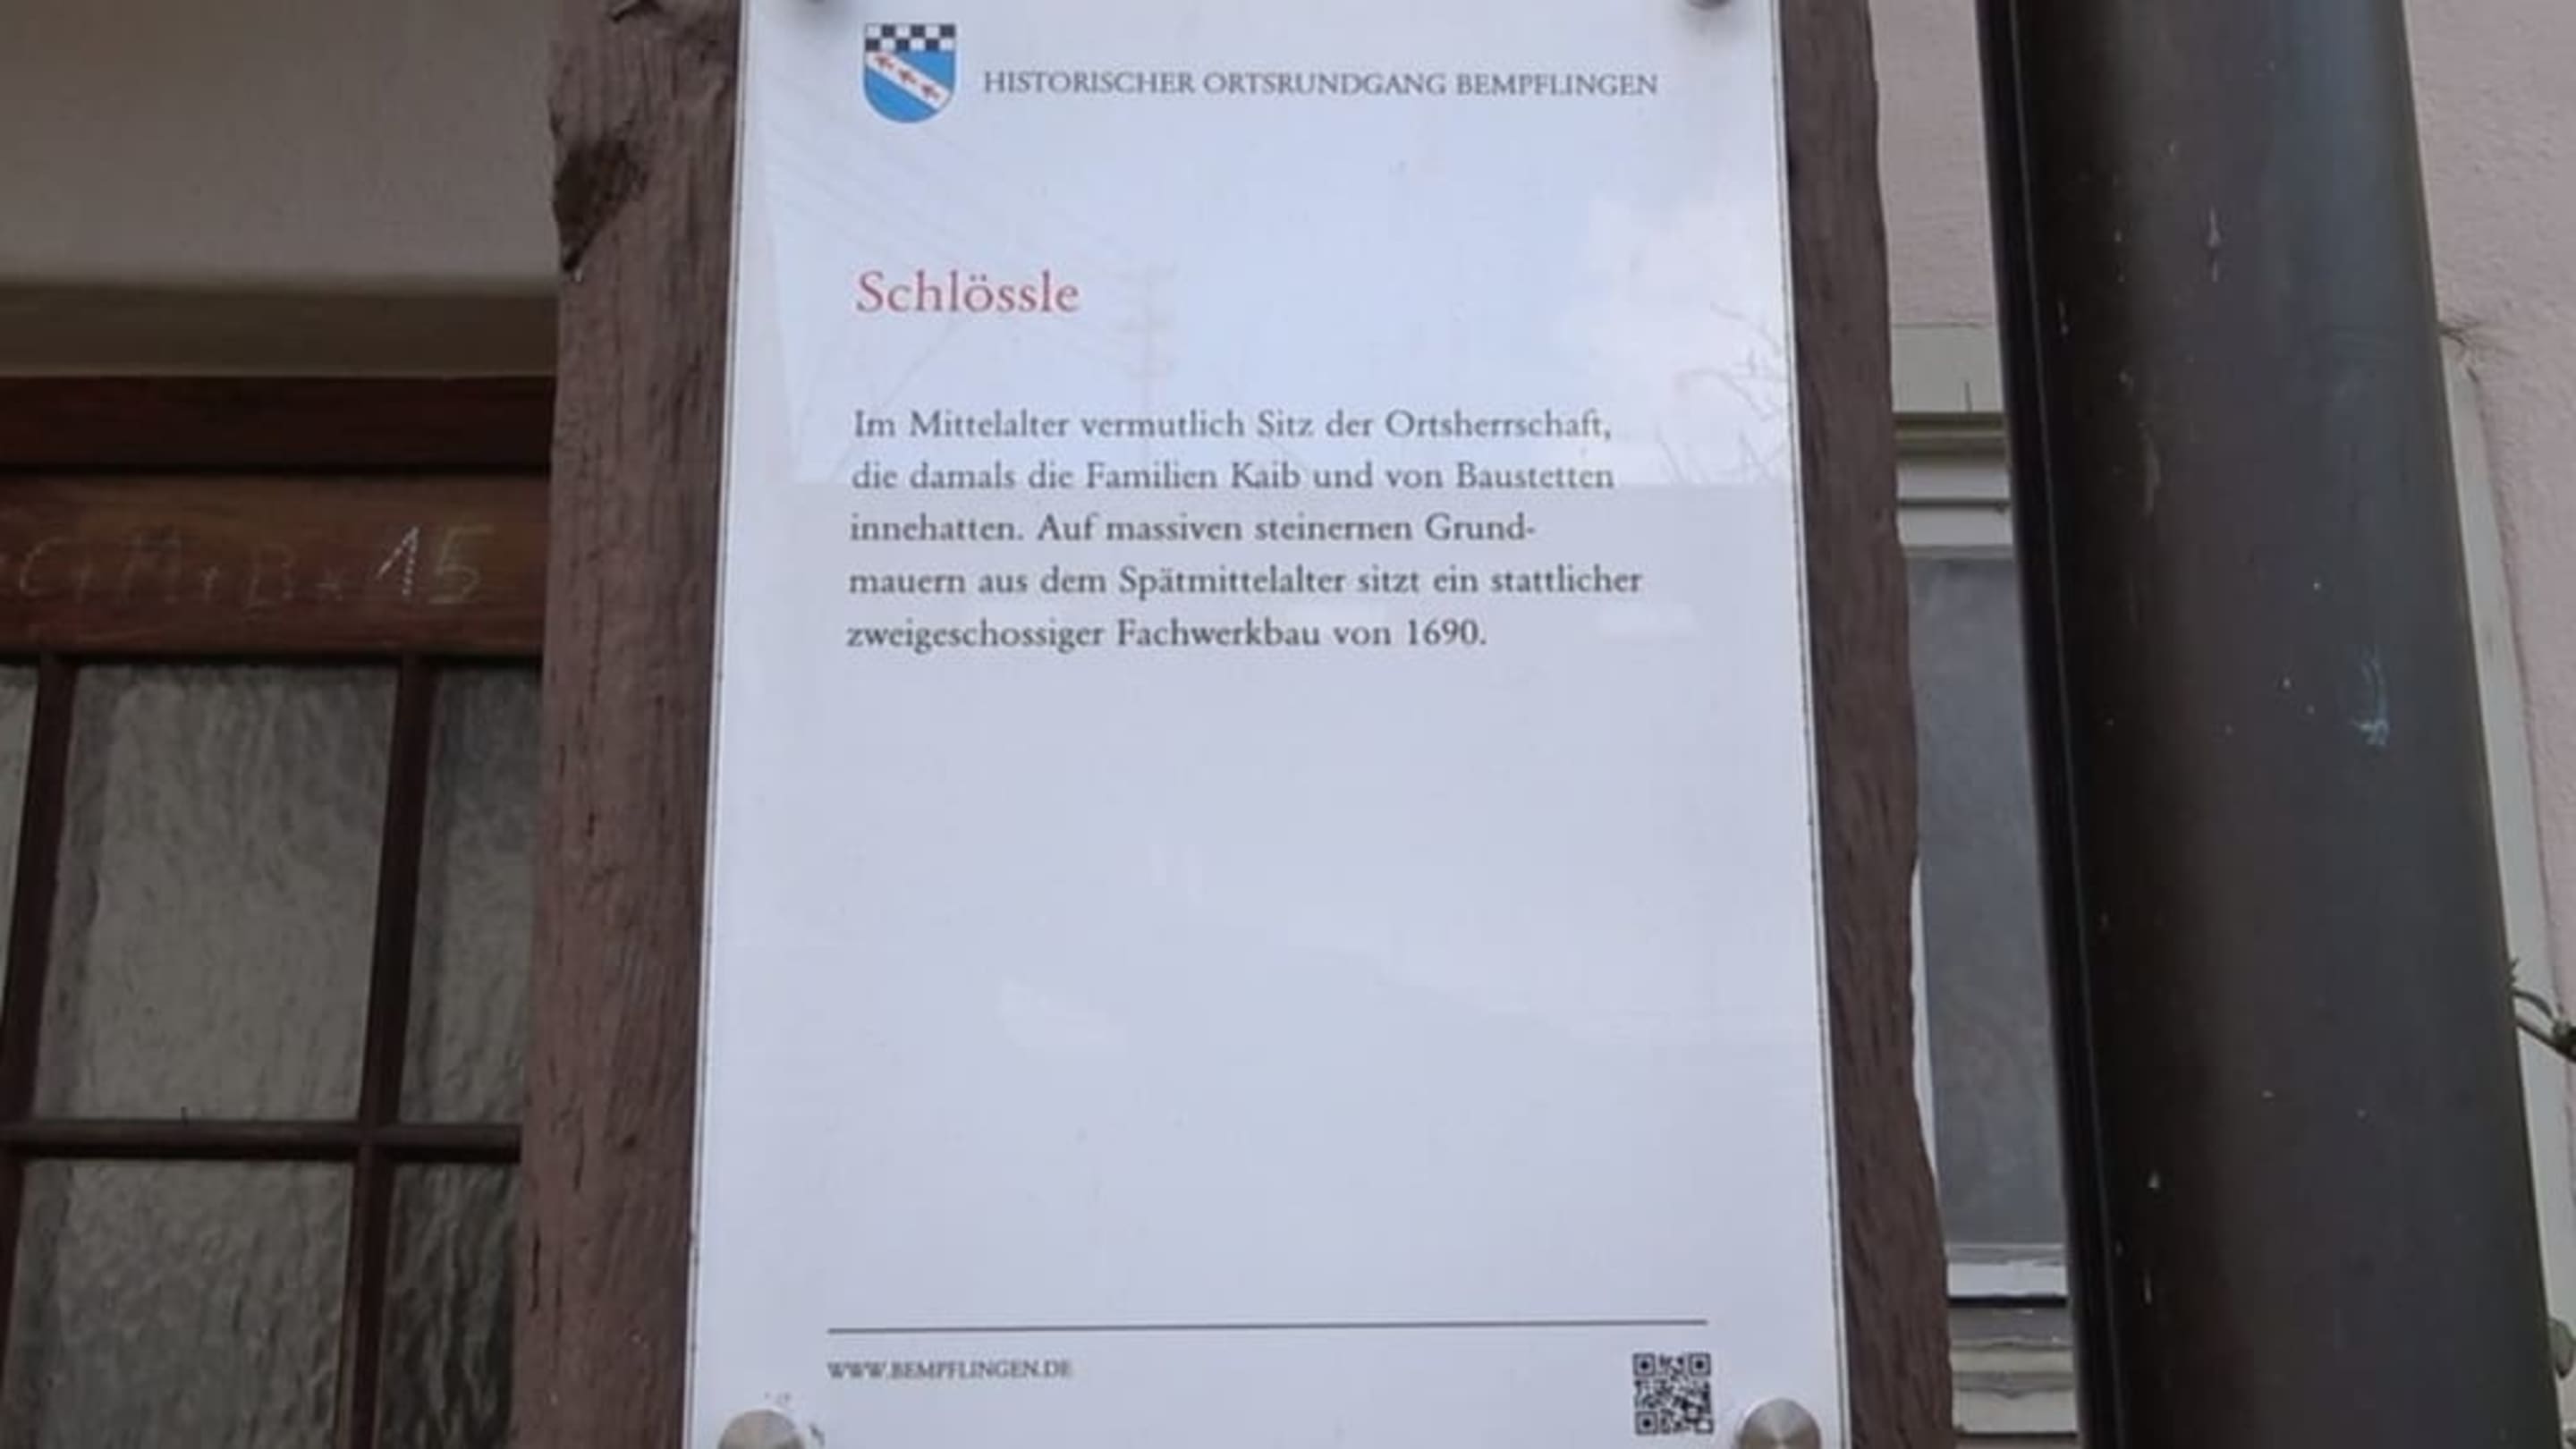 HISTORISCHER ORTSRUNDGANG BEMPFLINGEN
Schlössle
Im Mittelalter vermutlich Sitz der Ortsherrschaft,
die damals die Familien Kaib und von Baustetten
innehatten. Auf massiven steinernen Grund-
mauern aus dem Spätmittelalter sitzt ein stattlicher
zweigeschossiger Fachwerkbau von 1690.
C+M+B+ 15
WWW.BEMPFLINGEN.DE